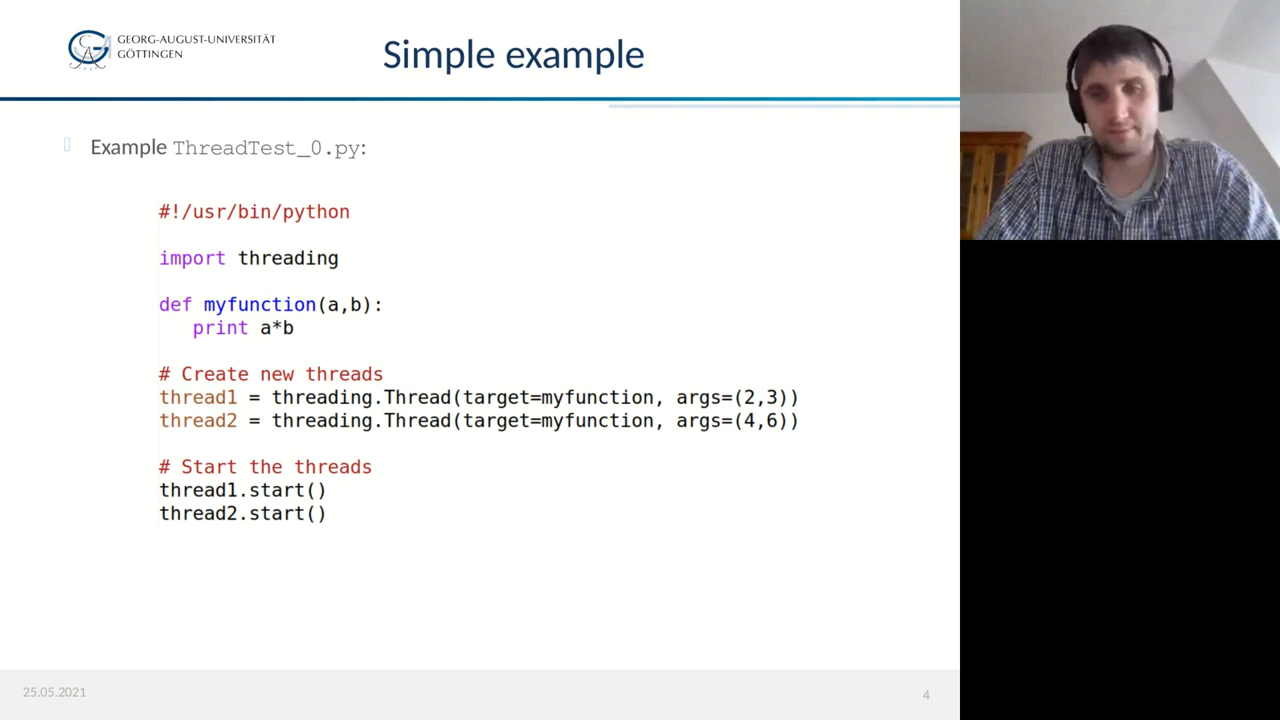 GEORG-AUGUST-UNIVERSITÄT
GÖTTINGEN
Simple example
Example ThreadTest_0.py:
#!/usr/bin/python
import threading
def myfunction(a,b):
   print a*b
# Create new threads
thread1 = threading.Thread(target=myfunction, args=(2,3))
thread2 = threading.Thread(target=myfunction, args=(4,6))
# Start the threads
thread1.start()
thread2.start()
25.05.2021
4